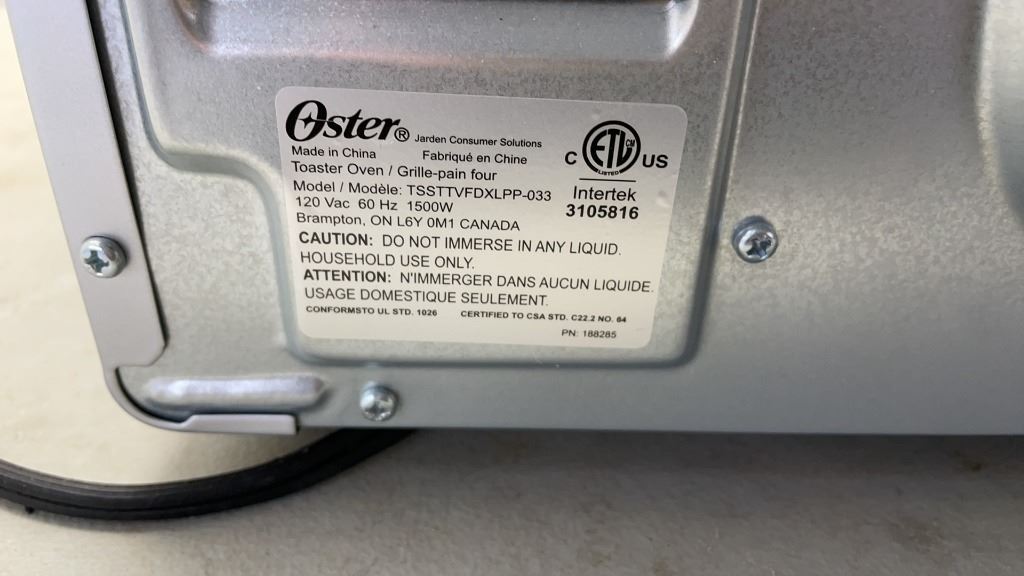 Oster® Jarden Consumer Solutions
Made in China Fabriqué en Chine
Toaster Oven / Grille-pain four
Model / Modèle: TSSTTVFDXLPP-033
120 Vac 60 Hz 1500W
Brampton, ON L6Y 0M1 CANADA
C ETL CM US
LISTED
Intertek
3105816
CAUTION: DO NOT IMMERSE IN ANY LIQUID.
HOUSEHOLD USE ONLY.
ATTENTION: N'IMMERGER DANS AUCUN LIQUIDE.
USAGE DOMESTIQUE SEULEMENT.
CONFORMSTO UL STD. 1026 CERTIFIED TO CSA STD. C22.2 NO. 64
PN: 188285